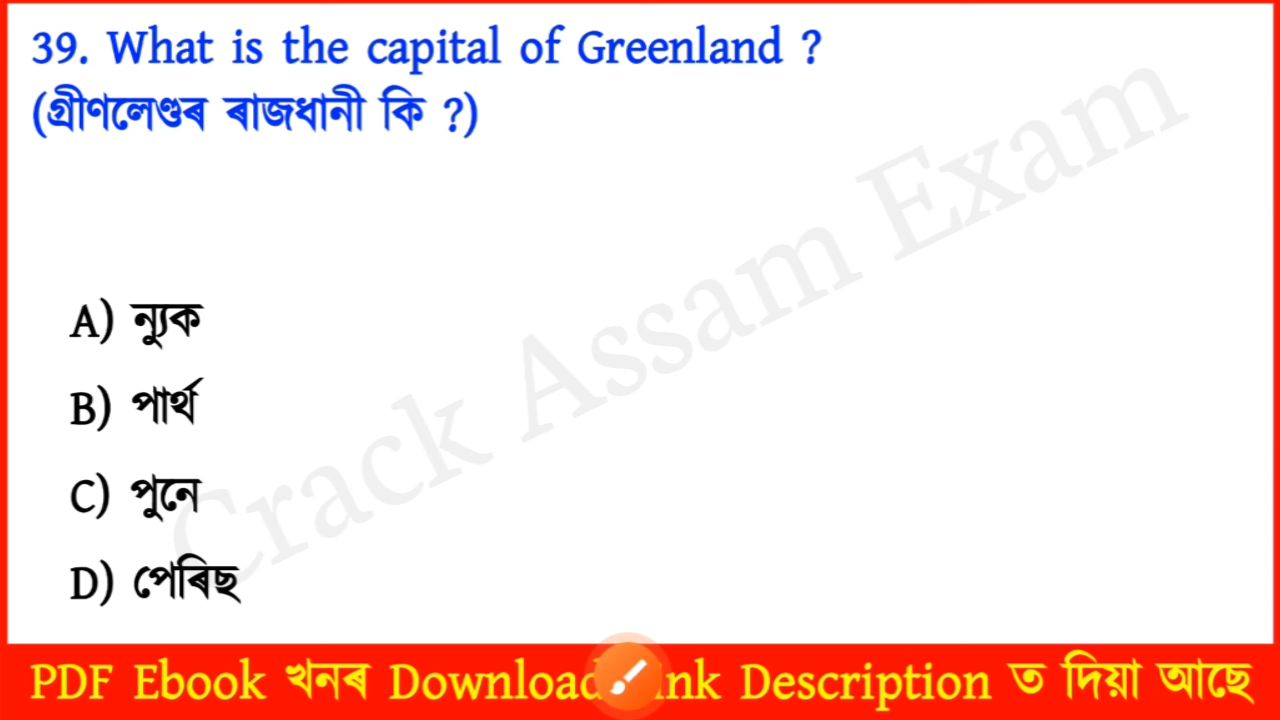 39. What is the capital of Greenland ?
(গ্ৰীণলেণ্ডৰ ৰাজধানী কি ?)
A) ন্যুক
B) পাৰ্থ
C) পুনে
D) পেৰিছ
Crack Assam Exam
PDF Ebook খনৰ Download Description ত দিয়া আছে